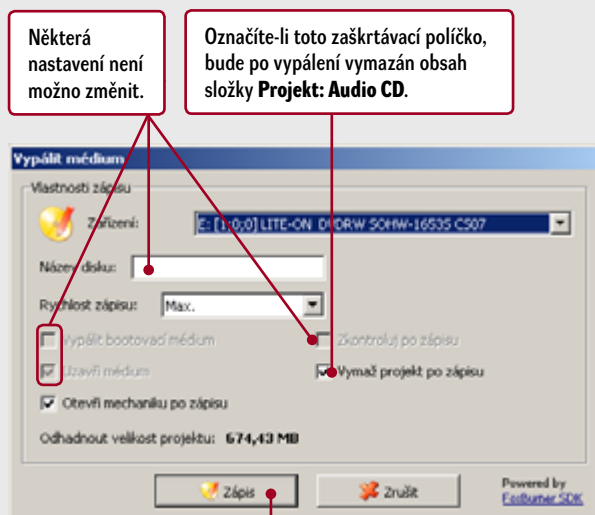 Některá
nastavení není
možno změnit.
Označíte-li toto zaškrtávací políčko,
bude po vypálení vymazán obsah
složky Projekt: Audio CD.
Vypálit médium
Vlastnosti zápisu
Zařízení:
E: [1;0;0] LITE-ON DVDRW SOHW-1653S CS07
Název disku:
Rychlost zápisu:
Max.
Vypálit bootovací médium
Zkontroluj po zápisu
Uzavři médium
Vymaž projekt po zápisu
Otevři mechaniku po zápisu
Odhadnout velikost projektu: 674,43 MB
Zápis
Zrušit
Powered by
FoxBurner SDK